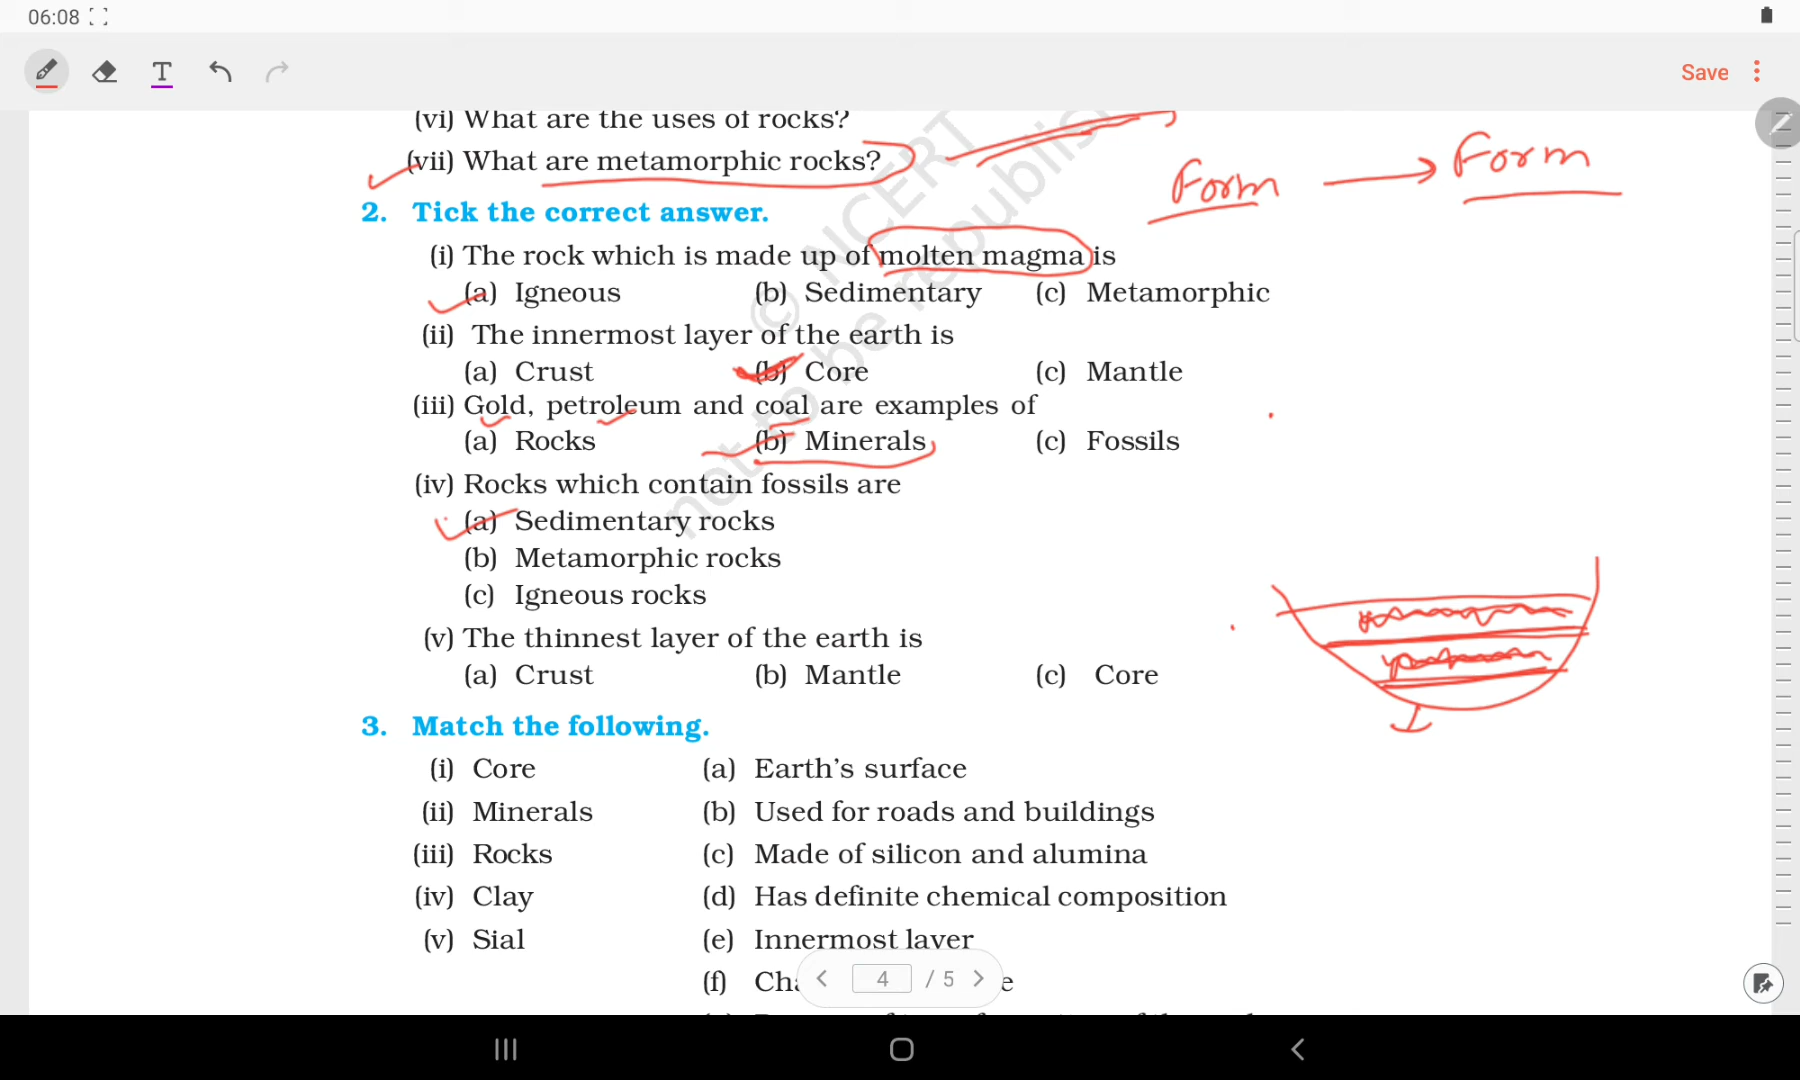 06:08
T
Save
(vi) What are the uses of rocks?
(vii) What are metamorphic rocks?
Form → Form
2. Tick the correct answer.
(i) The rock which is made up of molten magma is
(a) Igneous (b) Sedimentary (c) Metamorphic
(ii) The innermost layer of the earth is
(a) Crust (b) Core (c) Mantle
(iii) Gold, petroleum and coal are examples of
(a) Rocks (b) Minerals (c) Fossils
(iv) Rocks which contain fossils are
(a) Sedimentary rocks
(b) Metamorphic rocks
(c) Igneous rocks
(v) The thinnest layer of the earth is
(a) Crust (b) Mantle (c) Core
3. Match the following.
(i) Core (a) Earth's surface
(ii) Minerals (b) Used for roads and buildings
(iii) Rocks (c) Made of silicon and alumina
(iv) Clay (d) Has definite chemical composition
(v) Sial (e) Innermost layer
(f)
4 / 5
© NCERT
not to be republis